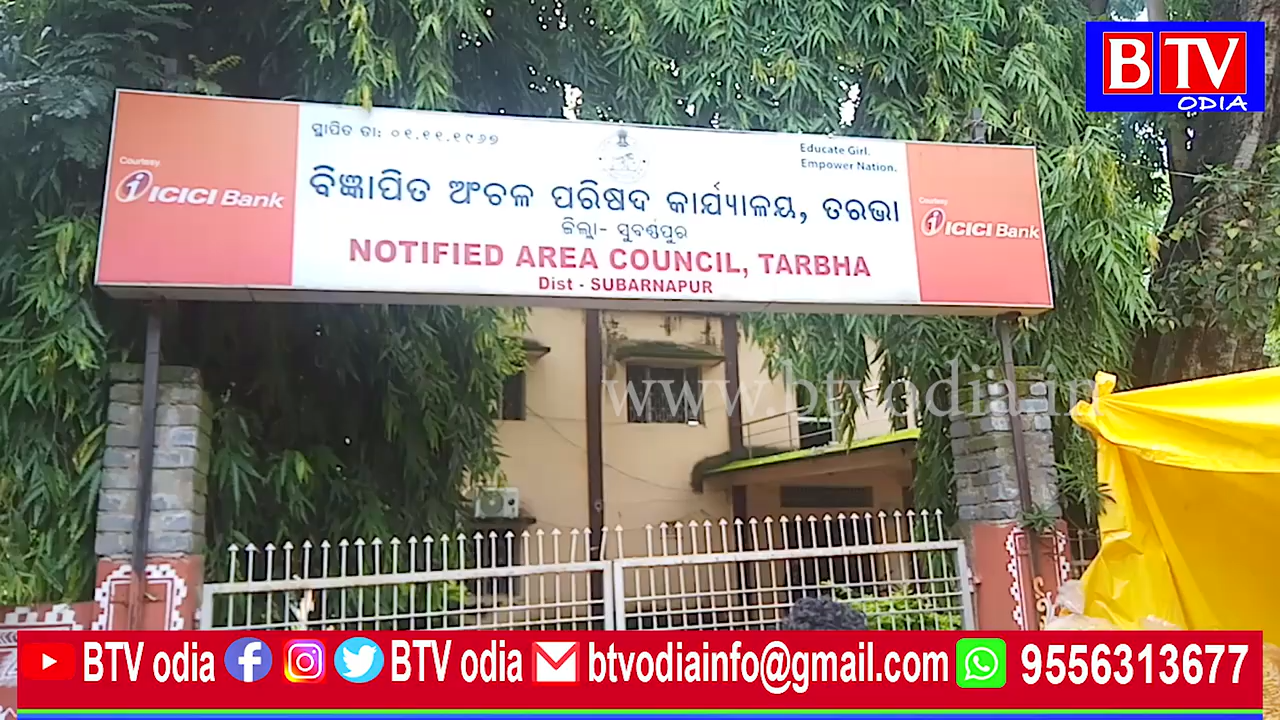 BTV
ODIA
ସ୍ଥାପିତ ତା: ୦୧.୧୧.୧୯୬୭
Educate Girl.
Empower Nation.
Courtesy
ICICI Bank
ବିଜ୍ଞାପିତ ଅଂଚଳ ପରିଷଦ କାର୍ଯ୍ୟାଳୟ, ତରଭା
ଜିଲ୍ଲା- ସୁବର୍ଣ୍ଣପୁର
NOTIFIED AREA COUNCIL, TARBHA
Dist - SUBARNAPUR
Courtesy
ICICI Bank
www.btvodia.in
BTV odia BTV odia btvodiainfo@gmail.com 9556313677